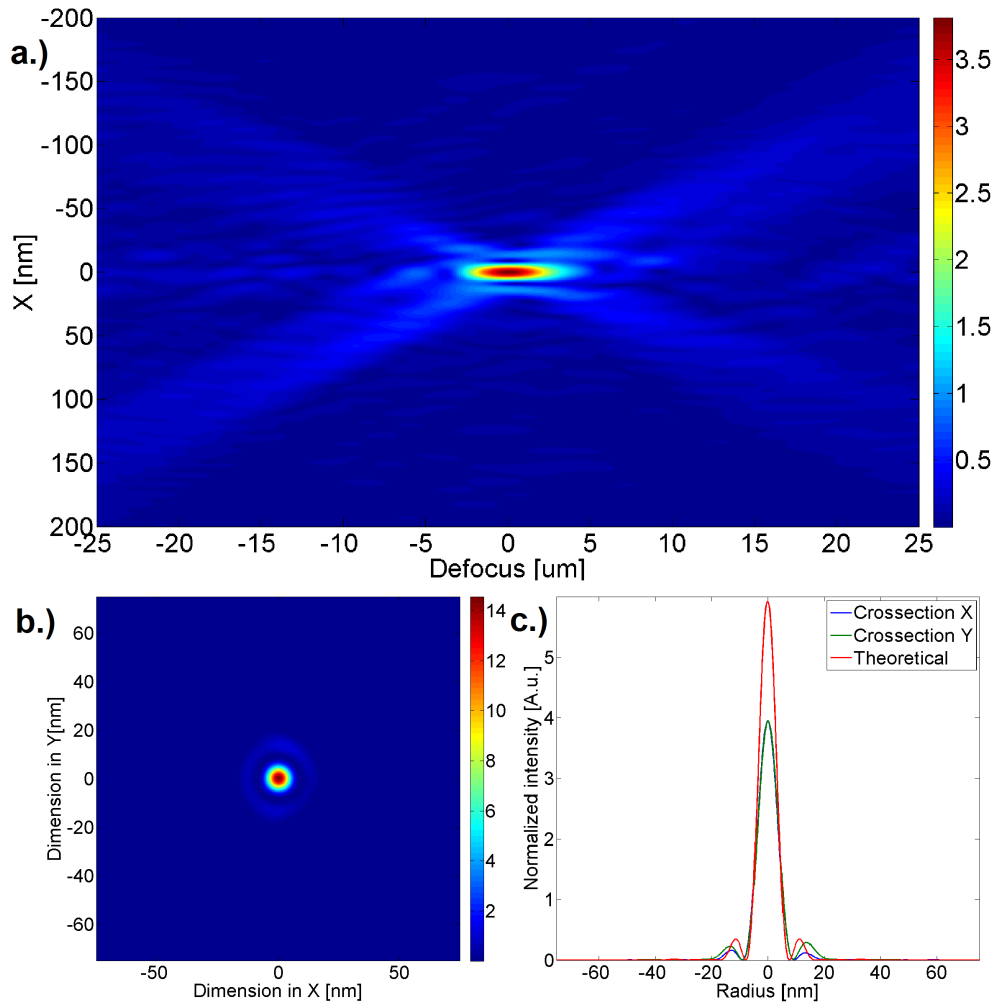 a.)
-200
-150
-100
-50
0
50
100
150
200
X [nm]
-25 -20 -15 -10 -5 0 5 10 15 20 25
Defocus [um]
3.5
3
2.5
2
1.5
1
0.5
b.)
60
40
20
0
-20
-40
-60
Dimension in Y[nm]
-50 0 50
Dimension in X [nm]
14
12
10
8
6
4
2
c.)
Crossection X
Crossection Y
Theoretical
5
4
3
2
1
0
Normalized intensity [A.u.]
-60 -40 -20 0 20 40 60
Radius [nm]